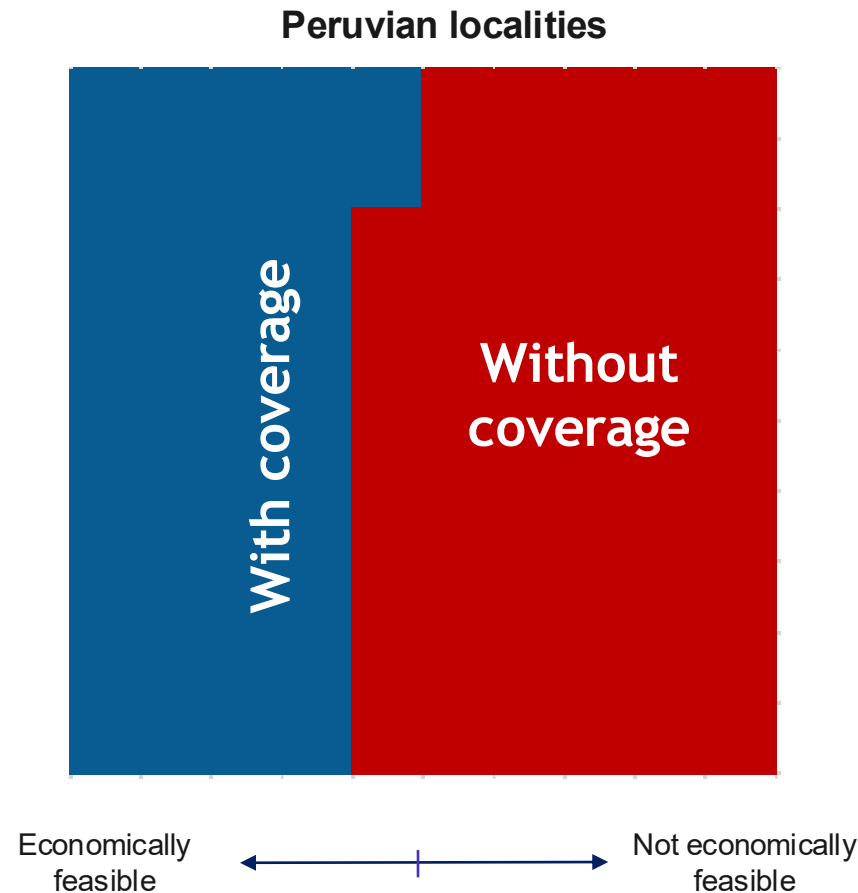 Peruvian localities
With coverage
Without
coverage
Economically
feasible
Not economically
feasible